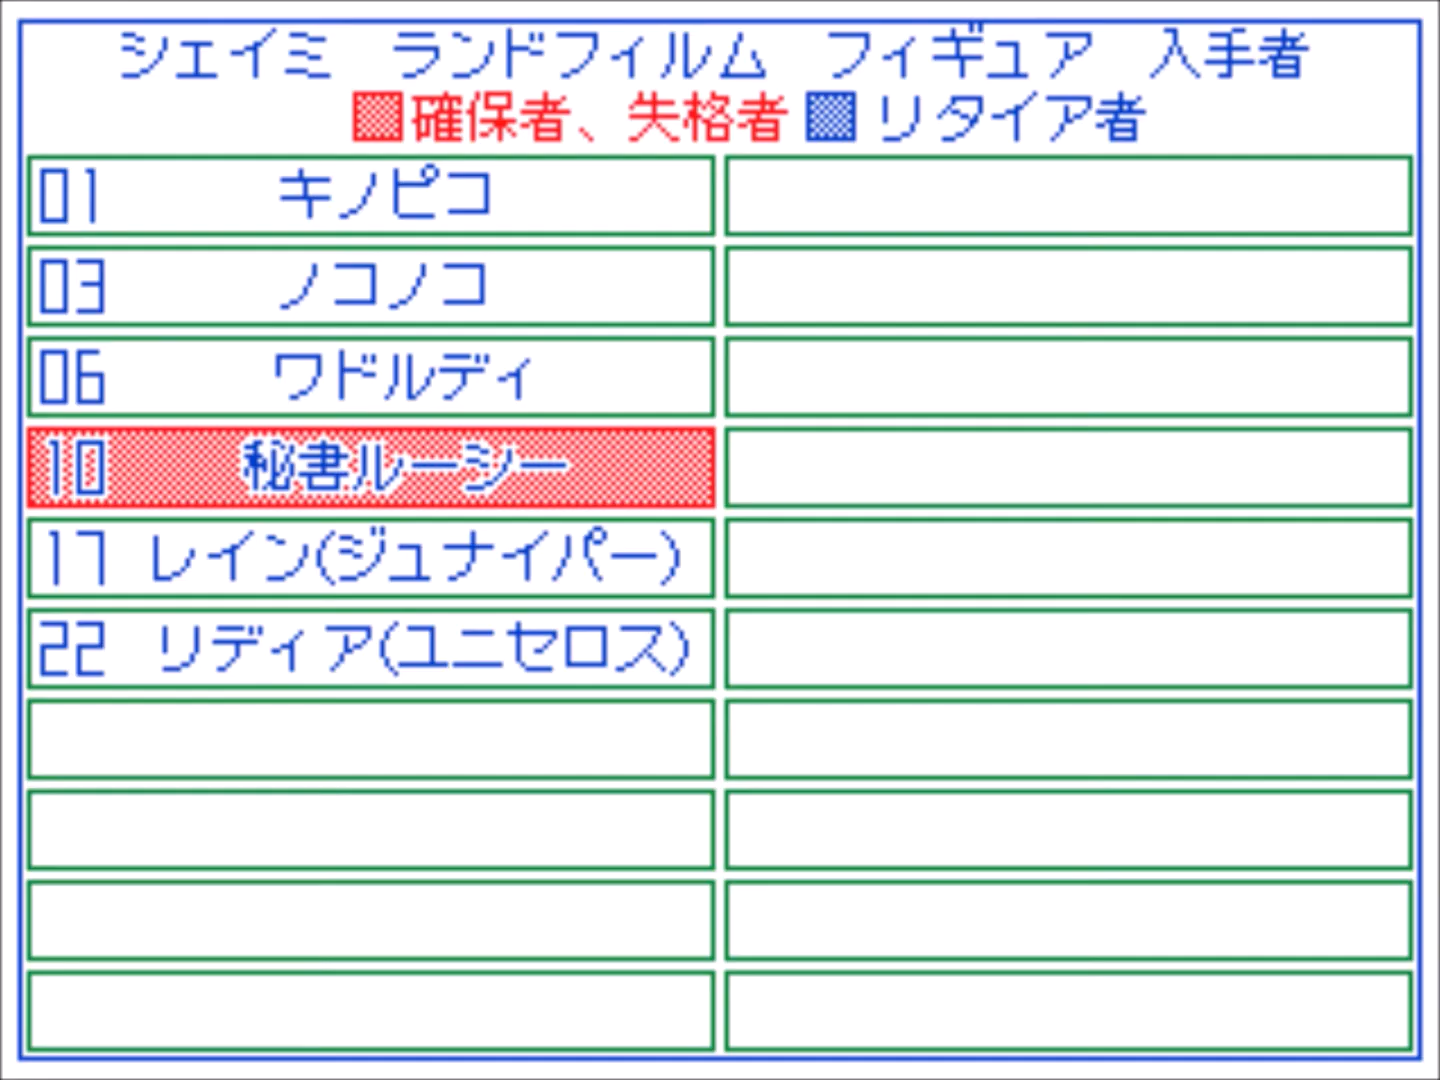 シェイミ　ランドフィルム　フィギュア　入手者
確保者、失格者 リタイア者
01 キノピコ
03 ノコノコ
06 ワドルディ
10 秘書ルーシー
17 レイン(ジュナイパー)
22 リディア(ユニセロス)